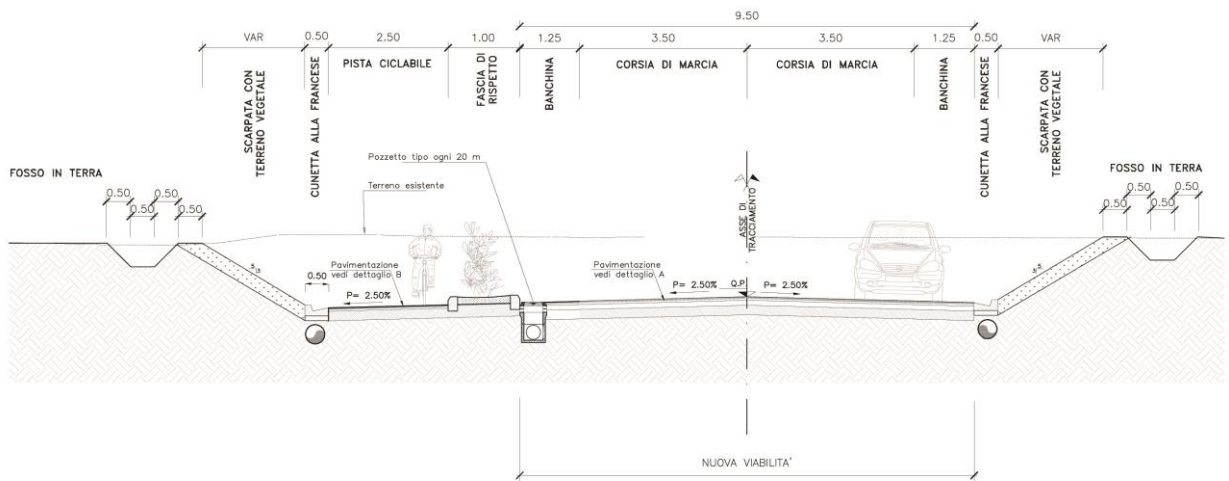 9.50
VAR
0.50
2.50
1.00
1.25
3.50
3.50
1.25
0.50
VAR
SCARPATA CON
TERRENO VEGETALE
CUNETTA ALLA FRANCESE
PISTA CICLABILE
FASCIA DI
RISPETTO
BANCHINA
CORSIA DI MARCIA
CORSIA DI MARCIA
BANCHINA
CUNETTA ALLA FRANCESE
SCARPATA CON
TERRENO VEGETALE
FOSSO IN TERRA
0.50
0.50
0.50
0.50
Pozzetto tipo ogni 20 m
Terreno esistente
ASSE DI
TRACCIAMENTO
FOSSO IN TERRA
0.50
0.50
0.50
0.50
0.50
Pavimentazione
vedi dettaglio B
P= 2.50%
Pavimentazione
vedi dettaglio A
P= 2.50%
Q.P.
P= 2.50%
NUOVA VIABILITA'